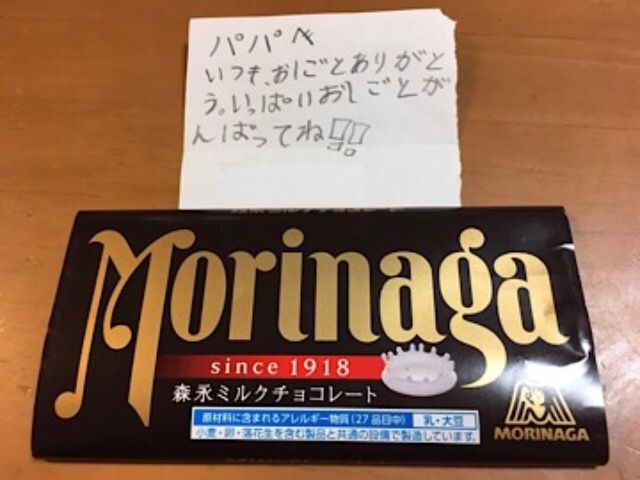 パパへ
いつも、おしごとありがと
う。いっぱいおしごとが
んばってね!!
Morinaga
since 1918
森永ミルクチョコレート
原材料に含まれるアレルギー物質(27品目中) 乳・大豆
小麦・卵・落花生を含む製品と共通の設備で製造しています。
MORINAGA